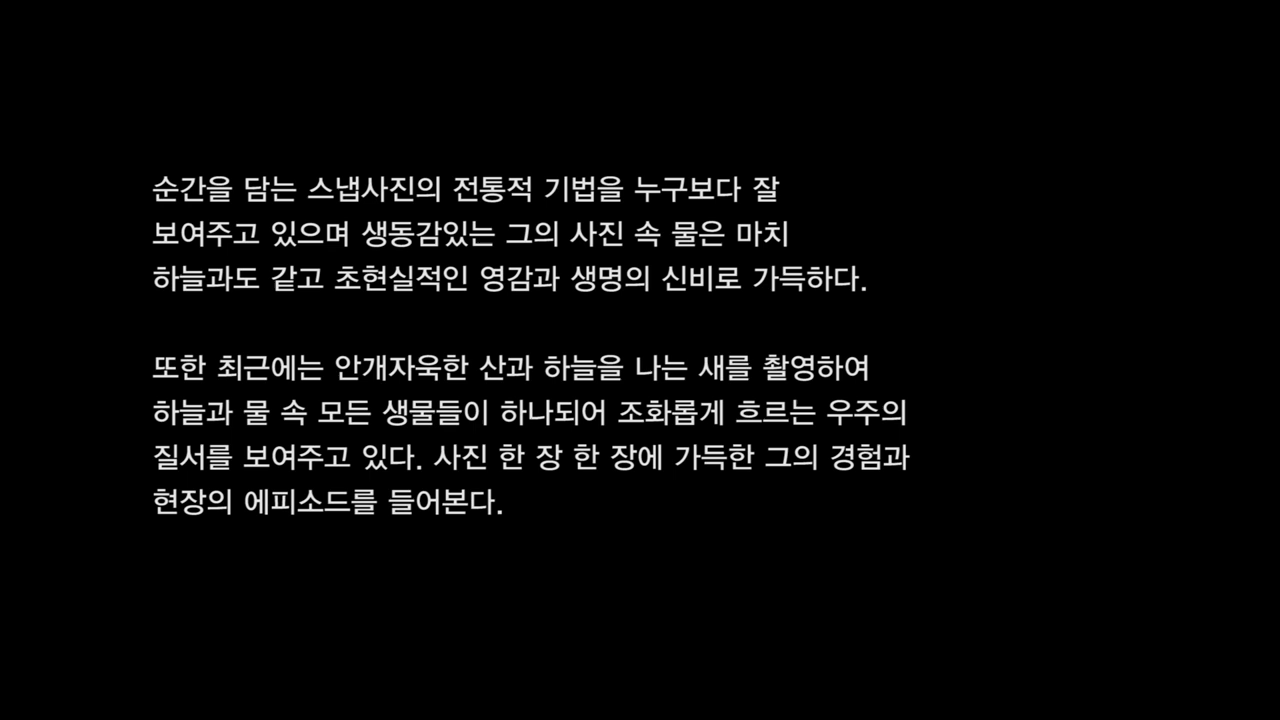 순간을 담는 스냅사진의 전통적 기법을 누구보다 잘
보여주고 있으며 생동감있는 그의 사진 속 물은 마치
하늘과도 같고 초현실적인 영감과 생명의 신비로 가득하다.
또한 최근에는 안개자욱한 산과 하늘을 나는 새를 촬영하여
하늘과 물 속 모든 생물들이 하나되어 조화롭게 흐르는 우주의
질서를 보여주고 있다. 사진 한 장 한 장에 가득한 그의 경험과
현장의 에피소드를 들어본다.